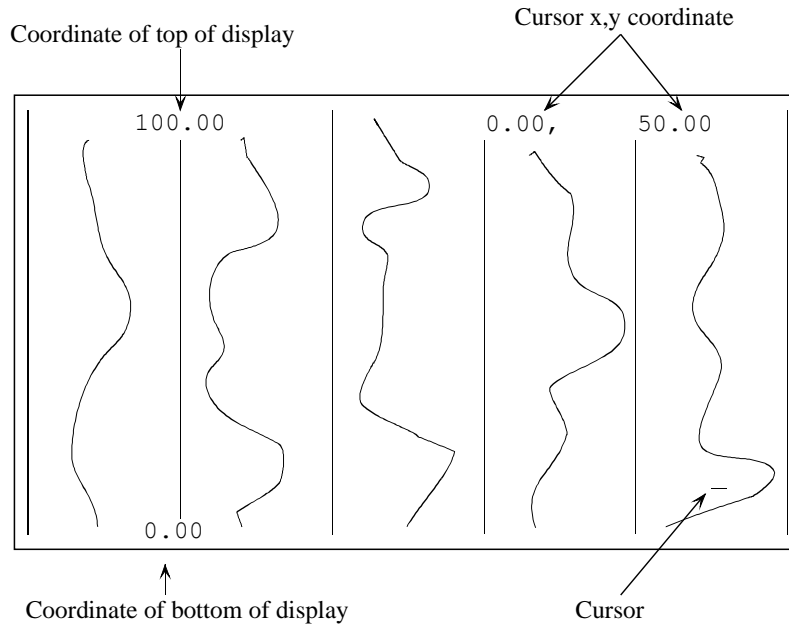 Cursor x,y coordinate
Coordinate of top of display
100.00
0.00, 50.00
0.00
Coordinate of bottom of display
Cursor